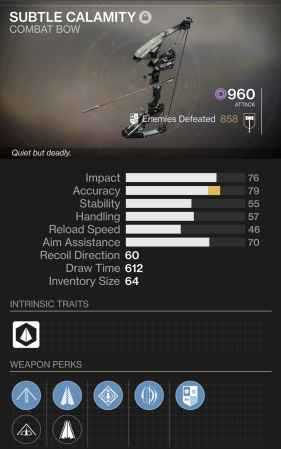 SUBTLE CALAMITY
COMBAT BOW
960
ATTACK
Enemies Defeated 858
Quiet but deadly.
Impact 76
Accuracy 79
Stability 55
Handling 57
Reload Speed 46
Aim Assistance 70
Recoil Direction 60
Draw Time 612
Inventory Size 64
INTRINSIC TRAITS
WEAPON PERKS